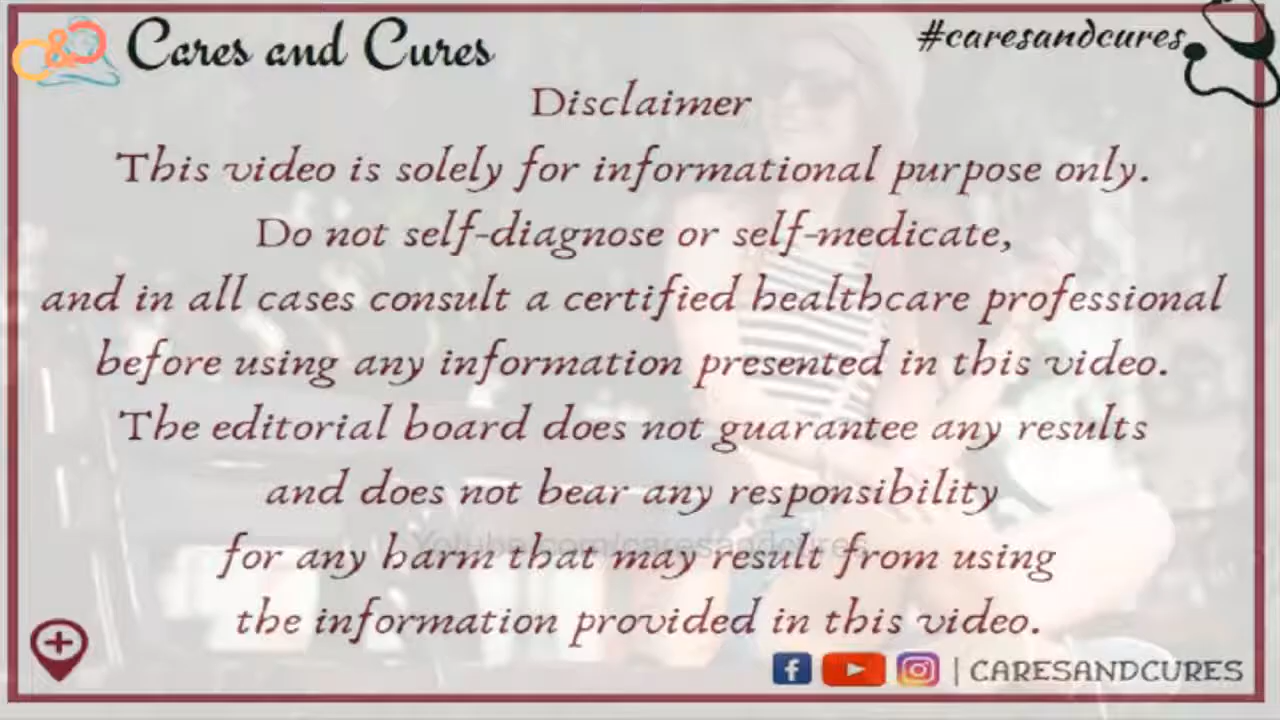 C&C Cares and Cures
#caresandcures
Disclaimer
This video is solely for informational purpose only.
Do not self-diagnose or self-medicate,
and in all cases consult a certified healthcare professional
before using any information presented in this video.
The editorial board does not guarantee any results
and does not bear any responsibility
Youtube.com/caresandcures
for any harm that may result from using
the information provided in this video.
| CARESANDCURES